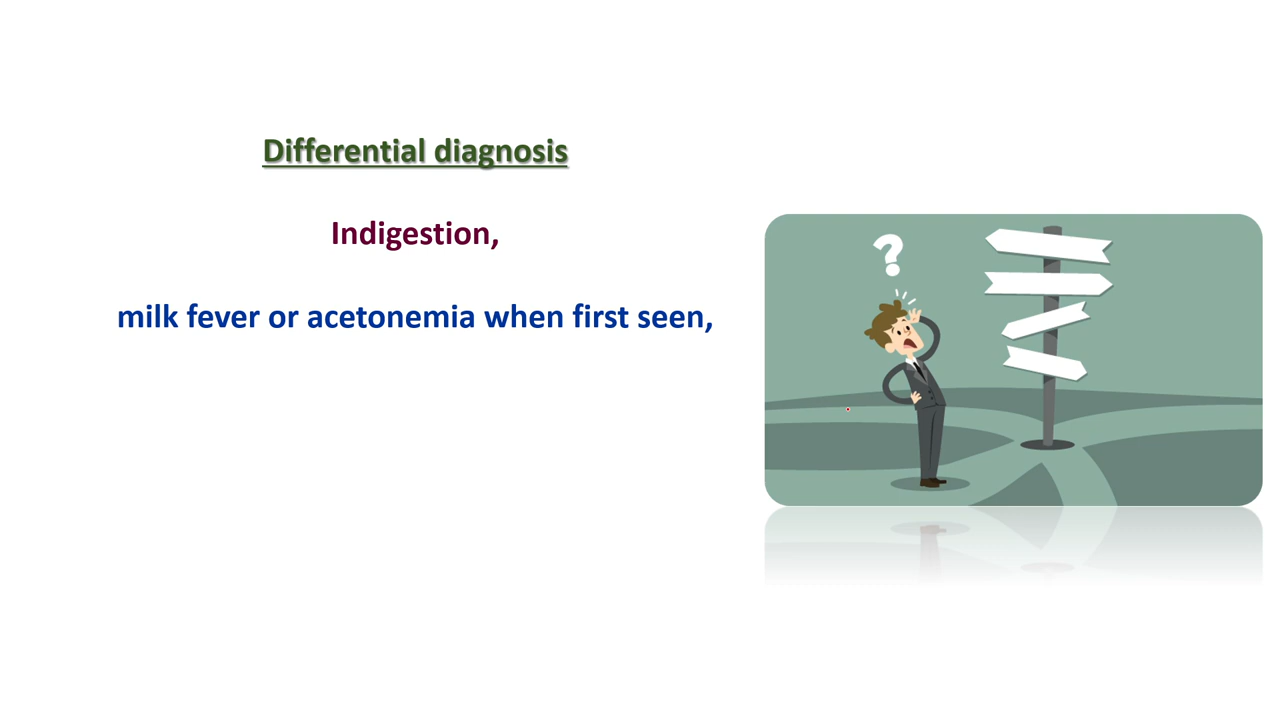 Differential diagnosis
Indigestion,
milk fever or acetonemia when first seen,
?